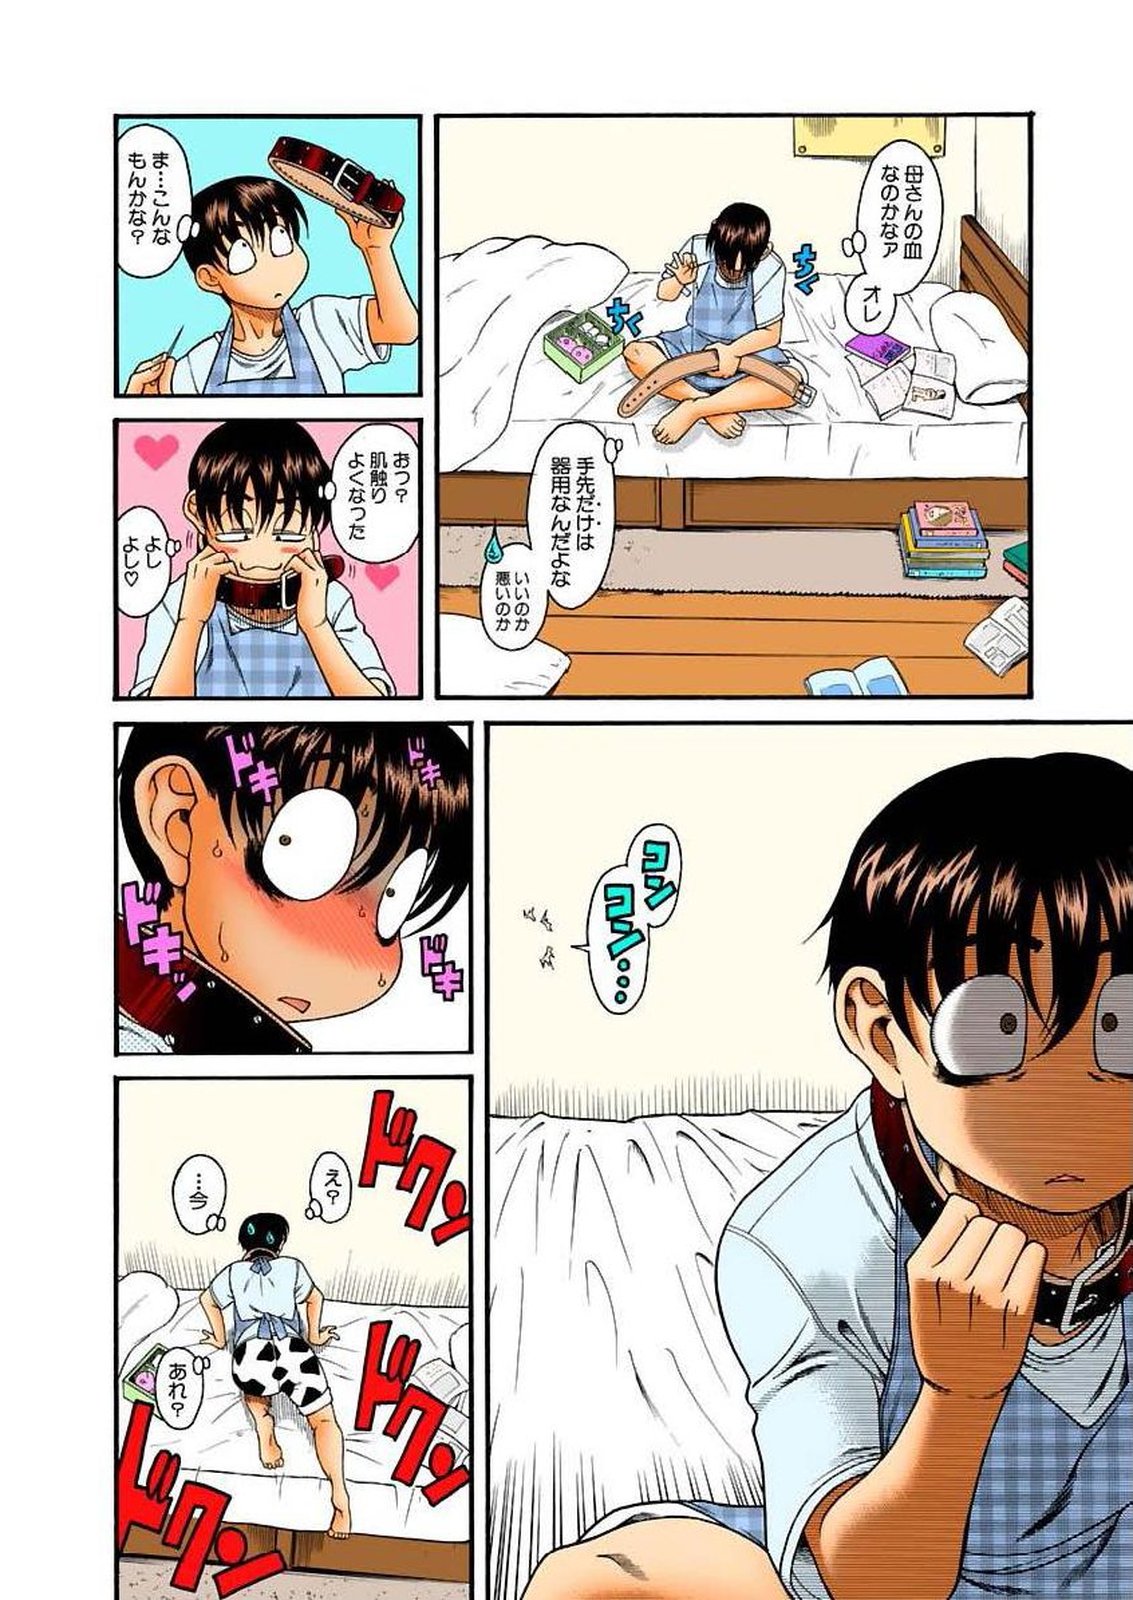 母さんの血
なのかなァ
オレ
ちく
ちく
手先だけは
器用なんだよな
いいのか
悪いのか
ま…こんな
もんかな?
おっ?
肌触り
よくなった
よし
よし♡
コンコン…
ドキ
ドキ
ドキ
ドキッ
え?
…今
あれ?
ドクン
ドクン
ドクン